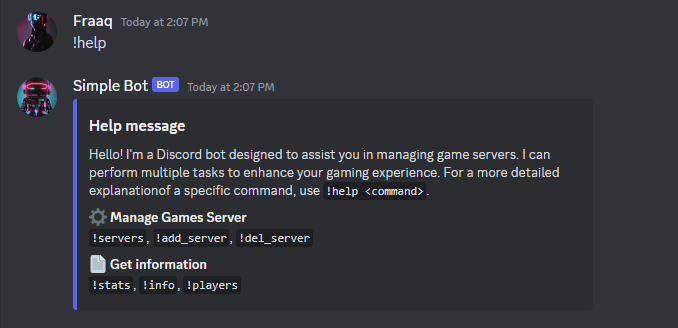 Fraaq Today at 2:07 PM
!help
Simple Bot BOT Today at 2:07 PM
Help message
Hello! I'm a Discord bot designed to assist you in managing game servers. I can
perform multiple tasks to enhance your gaming experience. For a more detailed
explanationof a specific command, use !help <command>.
Manage Games Server
!servers, !add_server, !del_server
Get information
!stats, !info, !players